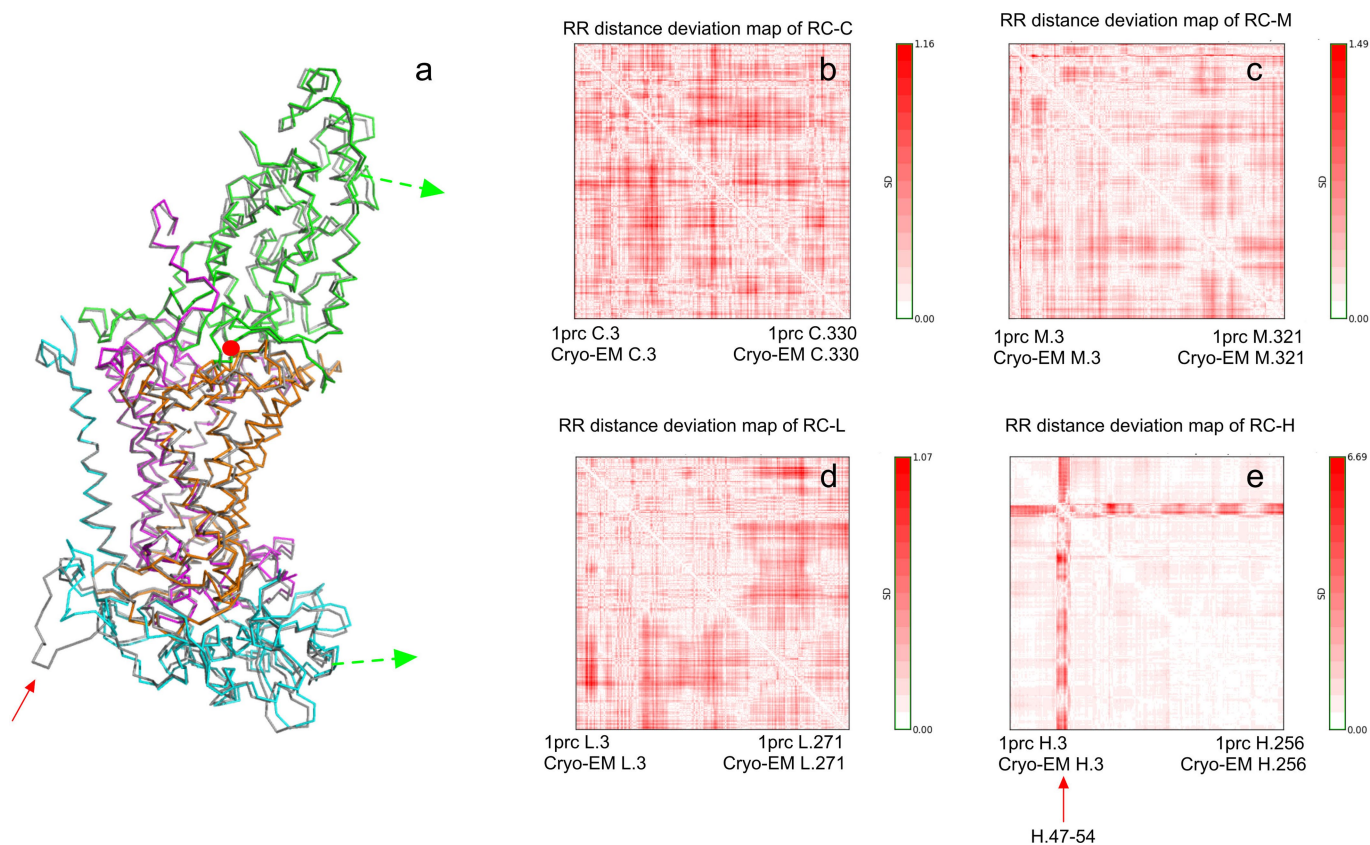 a
RR distance deviation map of RC-C
b
1.16
SD
0.00
1prc C.3
1prc C.330
Cryo-EM C.3
Cryo-EM C.330
RR distance deviation map of RC-M
c
1.49
SD
0.00
1prc M.3
1prc M.321
Cryo-EM M.3
Cryo-EM M.321
RR distance deviation map of RC-L
d
1.07
SD
0.00
1prc L.3
1prc L.271
Cryo-EM L.3
Cryo-EM L.271
RR distance deviation map of RC-H
e
6.69
SD
0.00
1prc H.3
1prc H.256
Cryo-EM H.3
Cryo-EM H.256
H.47-54